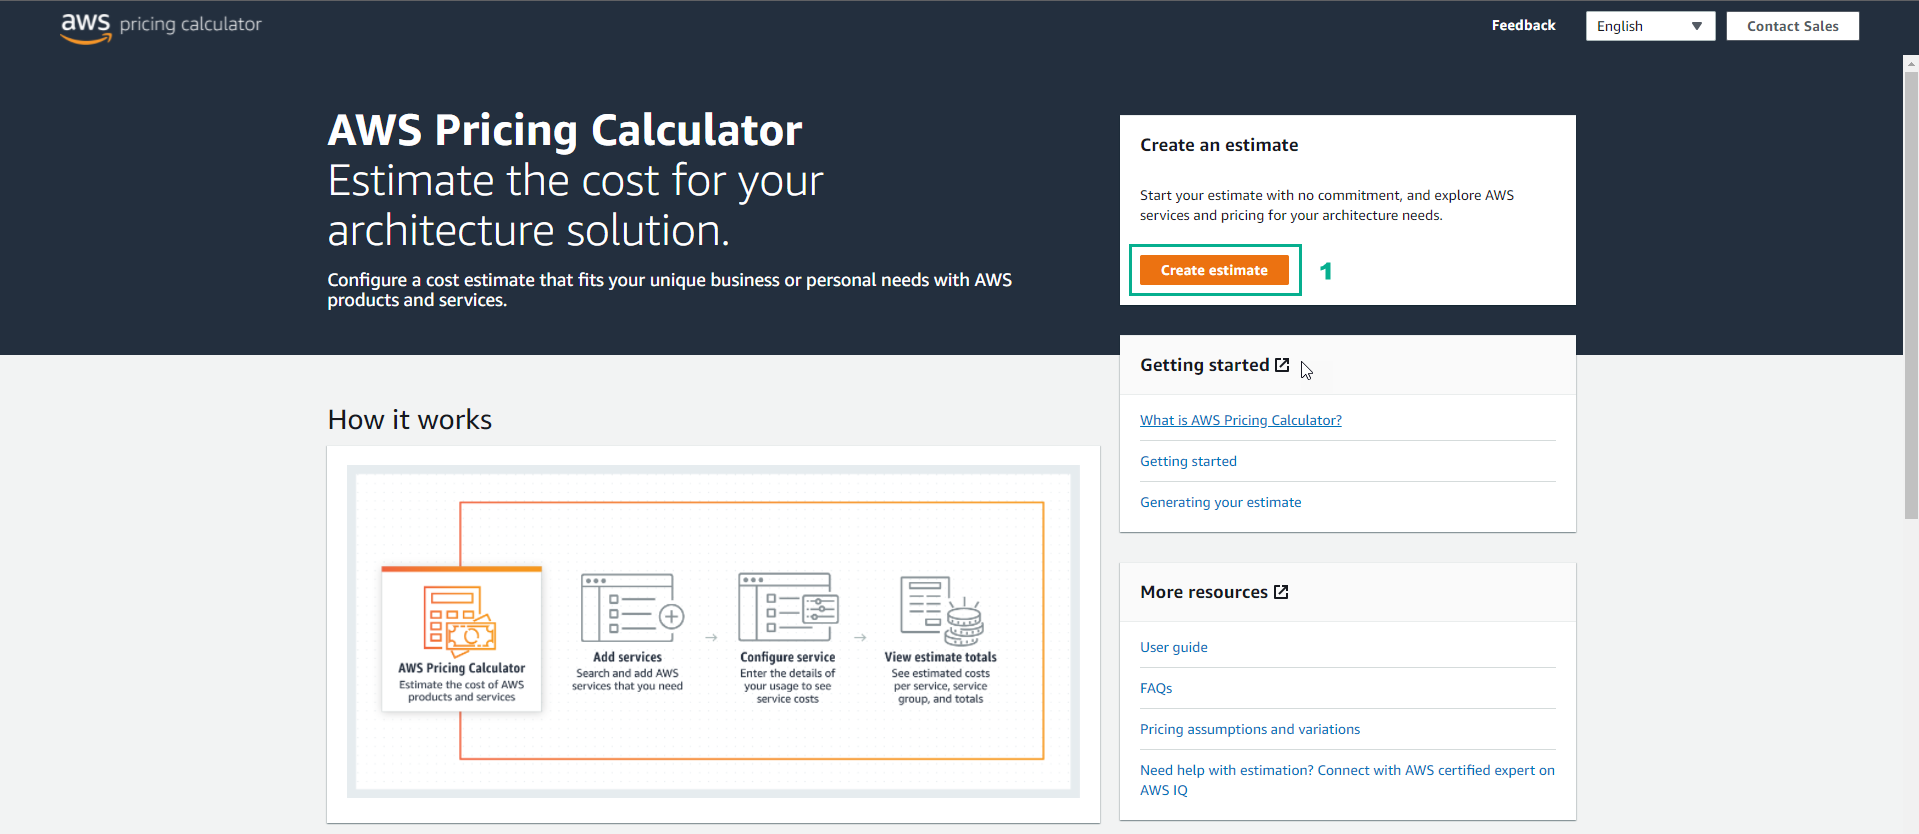 aws pricing calculator
Feedback
English
Contact Sales
AWS Pricing Calculator
Estimate the cost for your
architecture solution.
Configure a cost estimate that fits your unique business or personal needs with AWS
products and services.
Create an estimate
Start your estimate with no commitment, and explore AWS
services and pricing for your architecture needs.
Create estimate
1
Getting started
What is AWS Pricing Calculator?
Getting started
Generating your estimate
How it works
AWS Pricing Calculator
Estimate the cost of AWS
products and services
Add services
Search and add AWS
services that you need
Configure service
Enter the details of
your usage to see
service costs
View estimate totals
See estimated costs
per service, service
group, and totals
More resources
User guide
FAQs
Pricing assumptions and variations
Need help with estimation? Connect with AWS certified expert on
AWS IQ